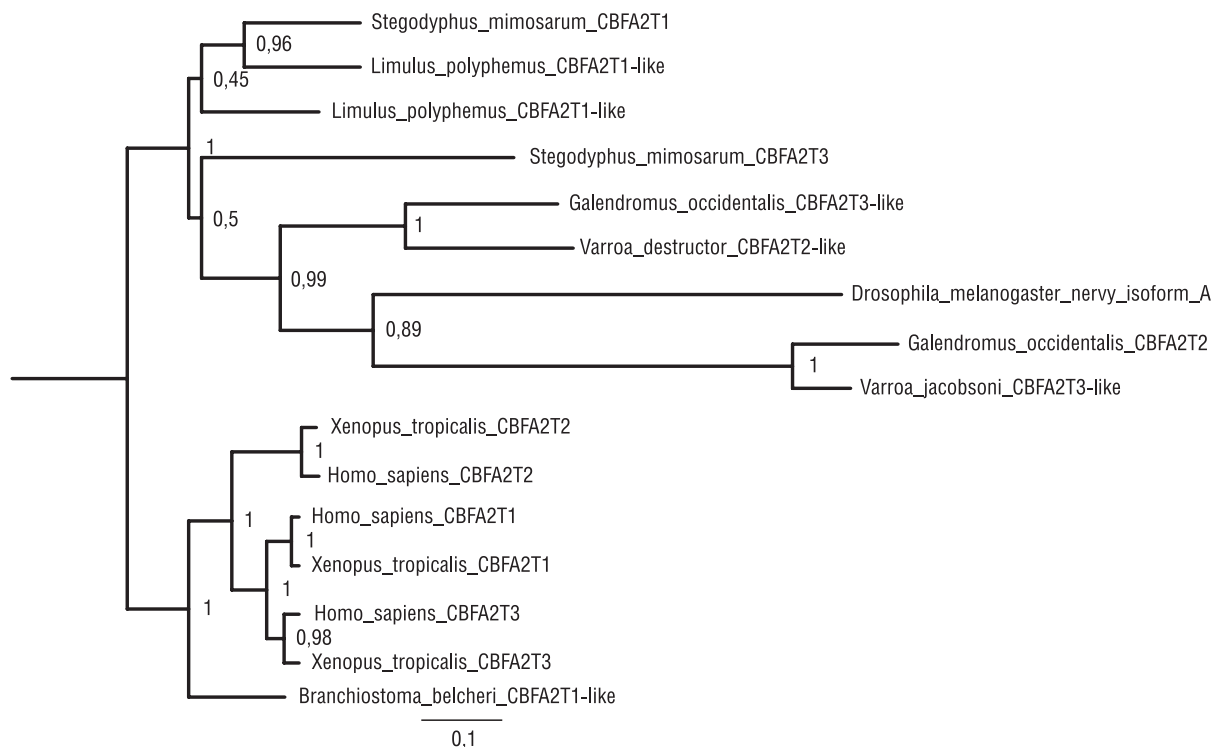 Stegodyphus_mimosarum_CBFA2T1
0,96
Limulus_polyphemus_CBFA2T1-like
0,45
Limulus_polyphemus_CBFA2T1-like
1
Stegodyphus_mimosarum_CBFA2T3
0,5
Galendromus_occidentalis_CBFA2T3-like
1
Varroa_destructor_CBFA2T2-like
0,99
Drosophila_melanogaster_nervy_isoform_A
0,89
Galendromus_occidentalis_CBFA2T2
1
Varroa_jacobsoni_CBFA2T3-like
Xenopus_tropicalis_CBFA2T2
1
Homo_sapiens_CBFA2T2
1
Homo_sapiens_CBFA2T1
1
Xenopus_tropicalis_CBFA2T1
1
Homo_sapiens_CBFA2T3
1
0,98
Xenopus_tropicalis_CBFA2T3
Branchiostoma_belcheri_CBFA2T1-like
0,1